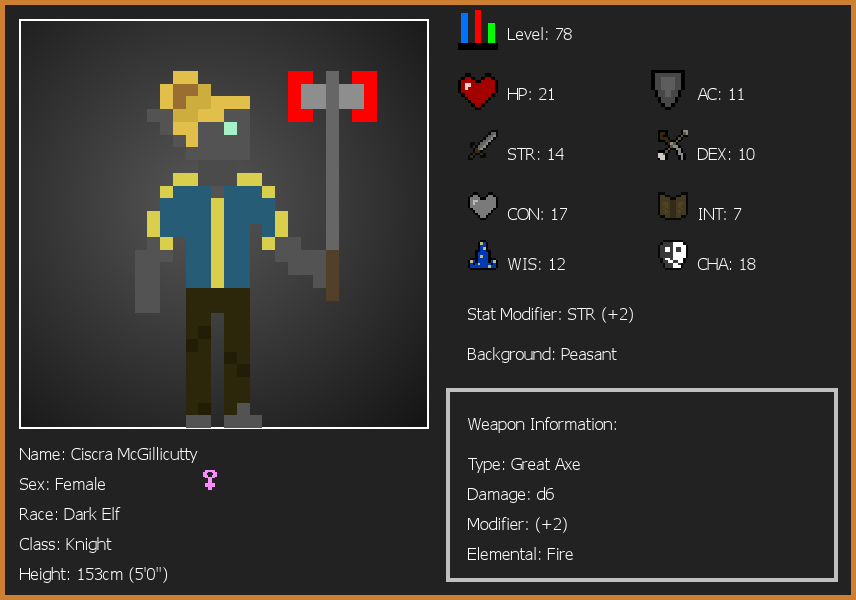 Level: 78
HP: 21
AC: 11
STR: 14
DEX: 10
CON: 17
INT: 7
WIS: 12
CHA: 18
Stat Modifier: STR (+2)
Background: Peasant
Weapon Information:
Type: Great Axe
Damage: d6
Modifier: (+2)
Elemental: Fire
Name: Ciscra McGillicutty
Sex: Female
Race: Dark Elf
Class: Knight
Height: 153cm (5'0")